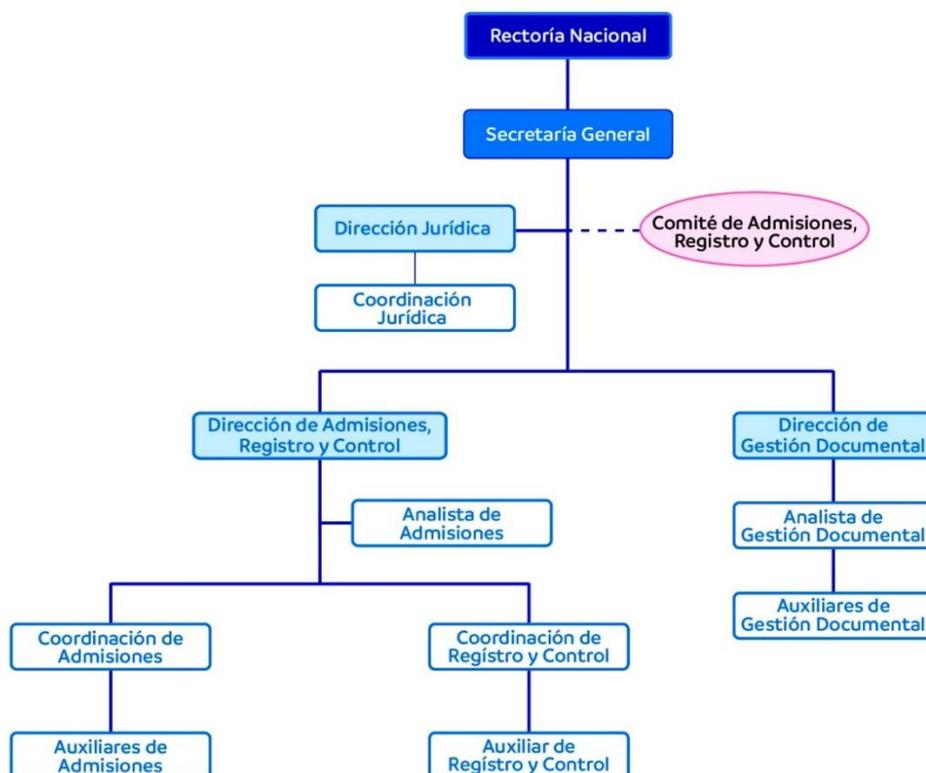 Rectoría Nacional
Secretaría General
Dirección Jurídica
Comité de Admisiones,
Registro y Control
Coordinación
Jurídica
Dirección de Admisiones,
Registro y Control
Dirección de
Gestión Documental
Analista de
Admisiones
Analista de
Gestión Documental
Auxiliares de
Gestión Documental
Coordinación de
Admisiones
Coordinación de
Regístro y Control
Auxiliares de
Admisiones
Auxiliar de
Regístro y Control